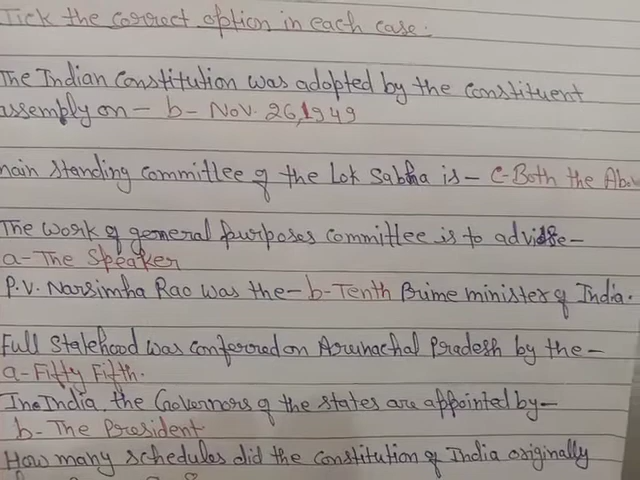 Tick the correct option in each case.
The Indian Constitution was adopted by the constituent
assembly on - b- Nov. 26, 1949
main standing committee of the Lok Sabha is - C-Both the Abov
The work of general purposes committee is to advise-
a- The Speaker
P.V. Narsimha Rao was the - b-Tenth Prime minister of India.
Full Statehood was conferred on Arunachal Pradesh by the -
a-Fifty Fifth.
In India the Governors of the states are appointed by-
b- The President
How many schedules did the constitution of India originally